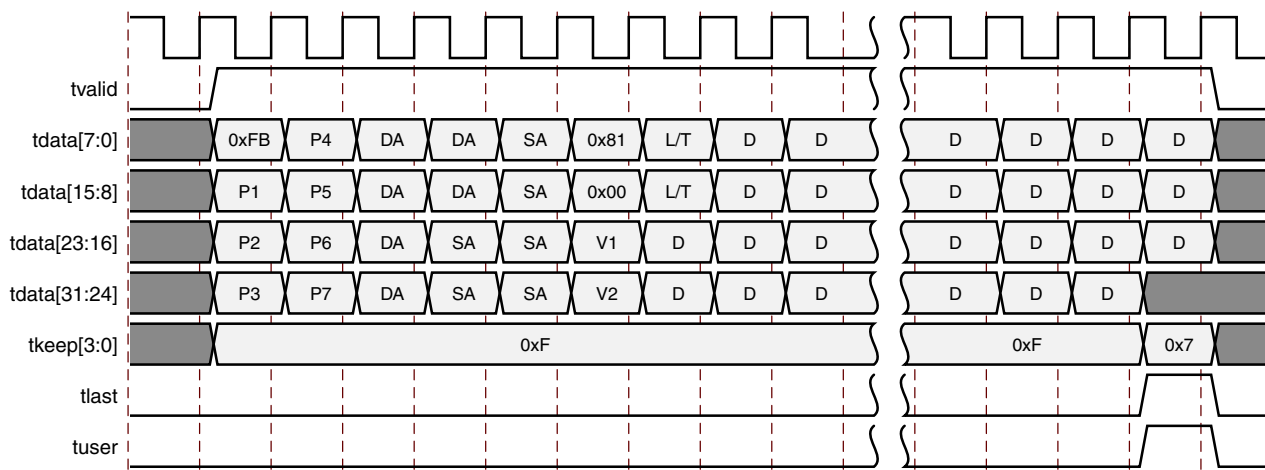 tvalid
tdata[7:0] 0xFB P4 DA DA SA 0x81 L/T D D D D D D
tdata[15:8] P1 P5 DA DA SA 0x00 L/T D D D D D D
tdata[23:16] P2 P6 DA SA SA V1 D D D D D D D
tdata[31:24] P3 P7 DA SA SA V2 D D D D D D
tkeep[3:0] 0xF 0xF 0x7
tlast
tuser